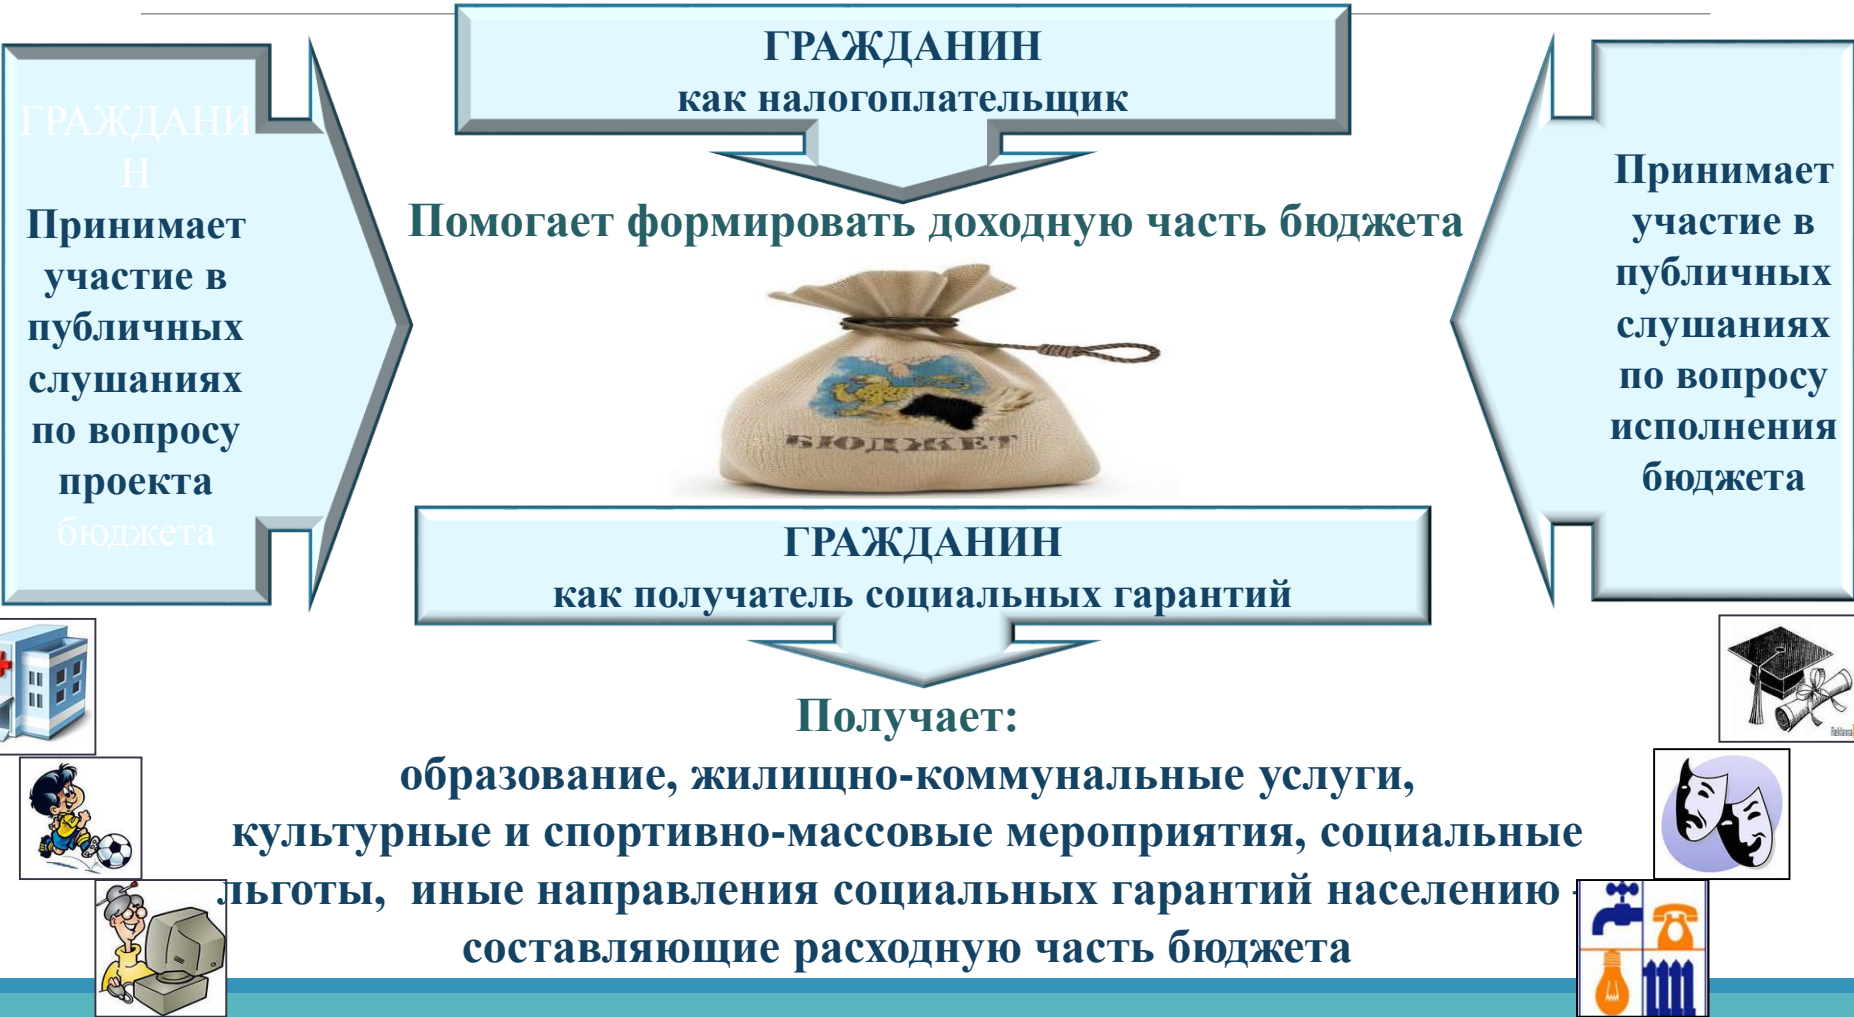 ГРАЖДАНИН
как налогоплательщик
ГРАЖДАНИ
Н
Принимает
участие в
публичных
слушаниях
по вопросу
проекта
бюджета
Помогает формировать доходную часть бюджета
БЮДЖЕТ
Принимает
участие в
публичных
слушаниях
по вопросу
исполнения
бюджета
ГРАЖДАНИН
как получатель социальных гарантий
Получает:
образование, жилищно-коммунальные услуги,
культурные и спортивно-массовые мероприятия, социальные
льготы, иные направления социальных гарантий населению -
составляющие расходную часть бюджета